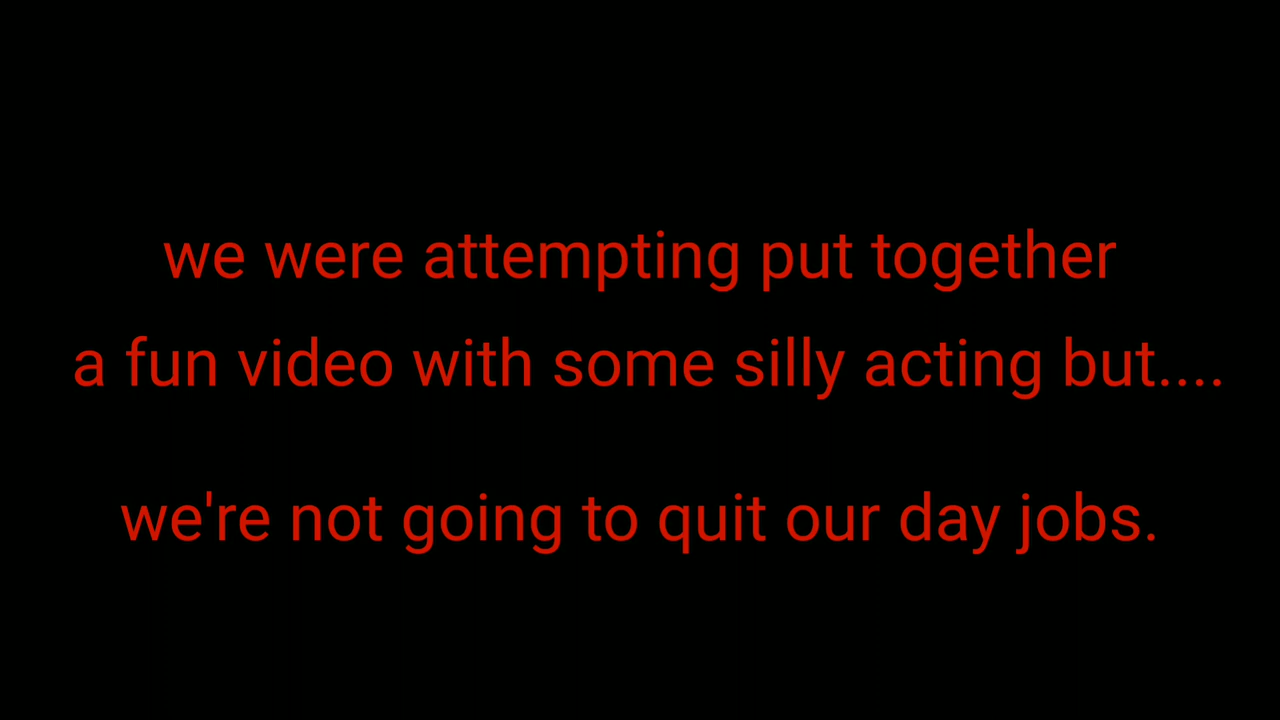 we were attempting put together
a fun video with some silly acting but....
we're not going to quit our day jobs.